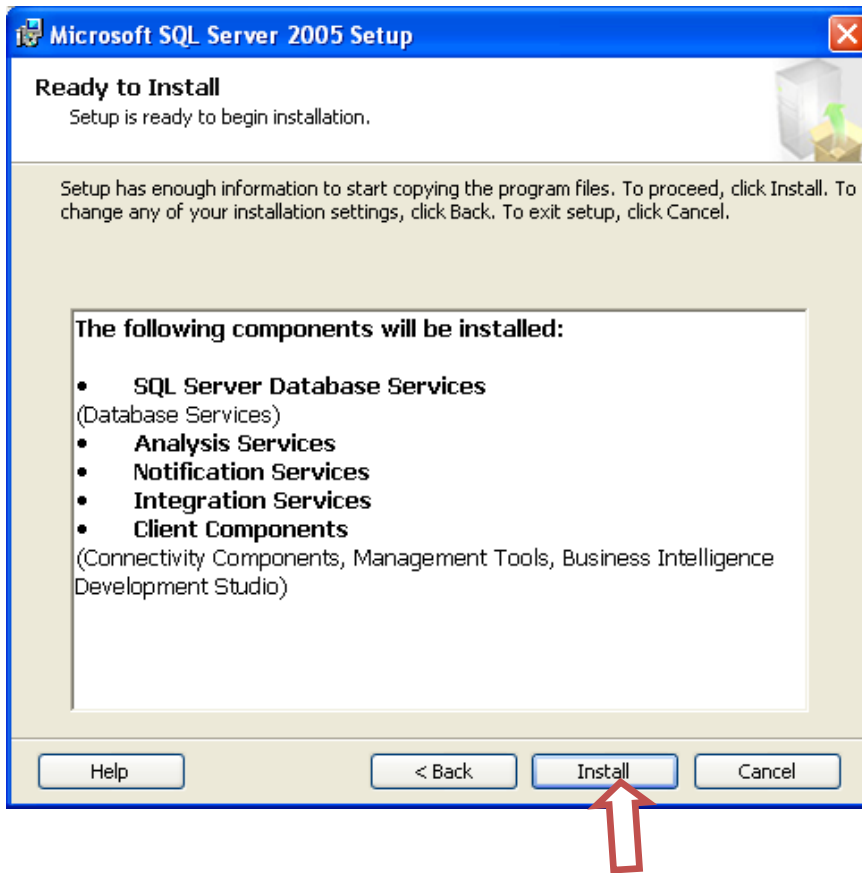 Microsoft SQL Server 2005 Setup
Ready to Install
Setup is ready to begin installation.
Setup has enough information to start copying the program files. To proceed, click Install. To
change any of your installation settings, click Back. To exit setup, click Cancel.
The following components will be installed:
• SQL Server Database Services
(Database Services)
• Analysis Services
• Notification Services
• Integration Services
• Client Components
(Connectivity Components, Management Tools, Business Intelligence
Development Studio)
Help < Back Install Cancel